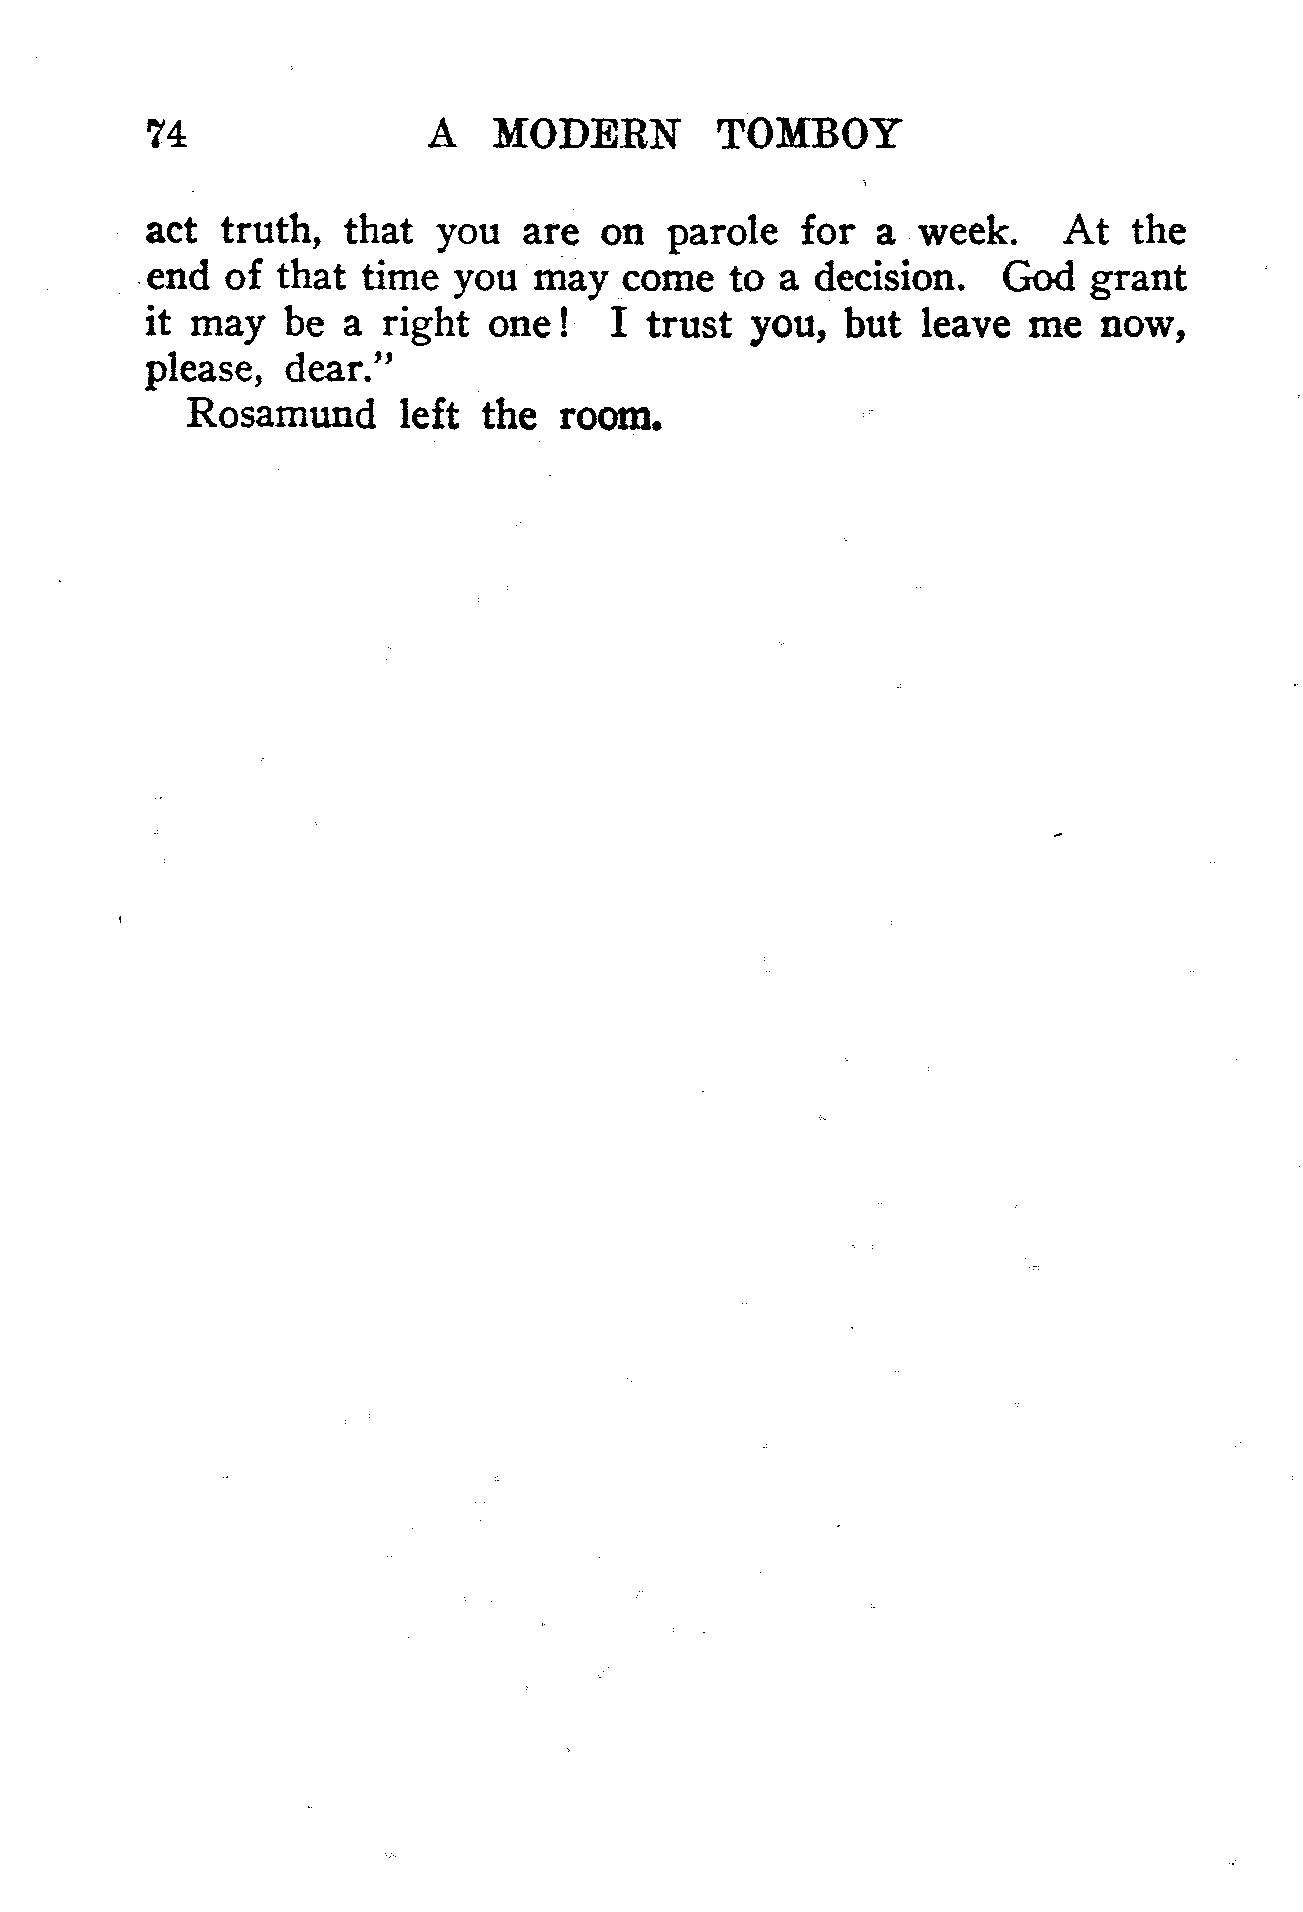 74 A MODERN TOMBOY
act truth, that you are on parole for a week. At the
end of that time you may come to a decision. God grant
it may be a right one! I trust you, but leave me now,
please, dear."
Rosamund left the room.